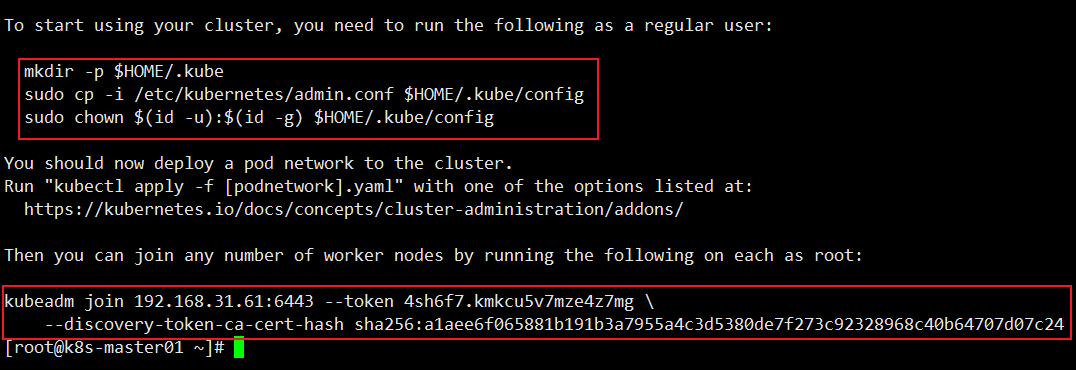 To start using your cluster, you need to run the following as a regular user:
mkdir -p $HOME/.kube
sudo cp -i /etc/kubernetes/admin.conf $HOME/.kube/config
sudo chown $(id -u):$(id -g) $HOME/.kube/config
You should now deploy a pod network to the cluster.
Run "kubectl apply -f [podnetwork].yaml" with one of the options listed at:
https://kubernetes.io/docs/concepts/cluster-administration/addons/
Then you can join any number of worker nodes by running the following on each as root:
kubeadm join 192.168.31.61:6443 --token 4sh6f7.kmkcu5v7mze4z7mg \
--discovery-token-ca-cert-hash sha256:a1aee6f065881b191b3a7955a4c3d5380de7f273c92328968c40b64707d07c24
[root@k8s-master01 ~]#